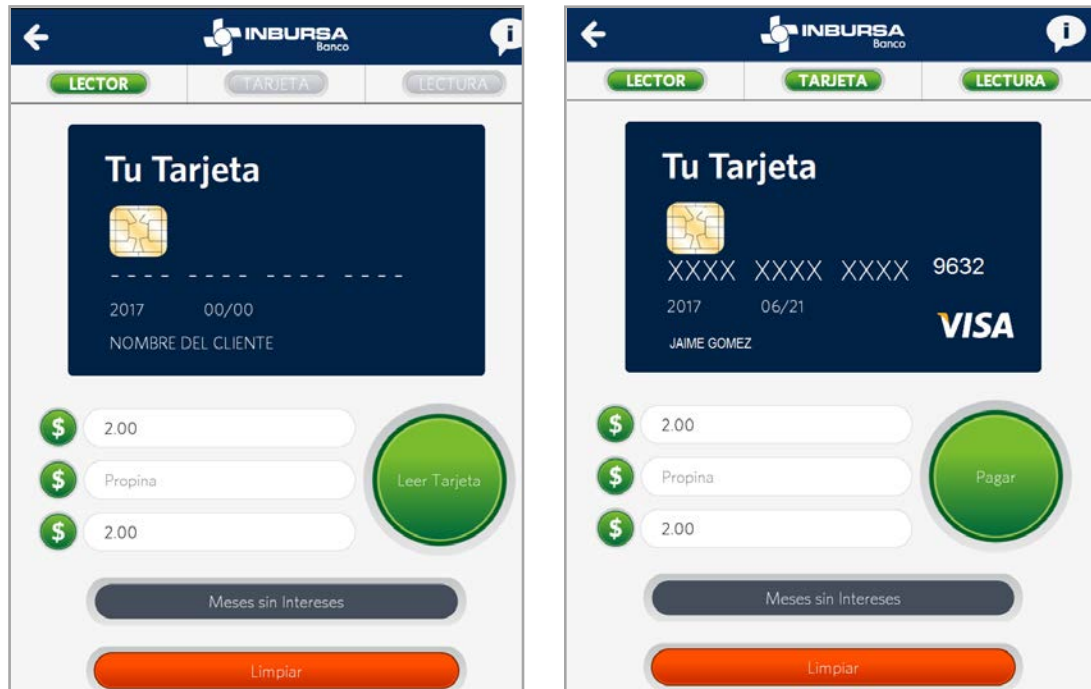 INBURSA
Banco
i
LECTOR TARJETA LECTURA
Tu Tarjeta
---- ---- ---- ----
2017 00/00
NOMBRE DEL CLIENTE
$ 2.00
$ Propina
Leer Tarjeta
$ 2.00
Meses sin Intereses
Limpiar
INBURSA
Banco
i
LECTOR TARJETA LECTURA
Tu Tarjeta
XXXX XXXX XXXX 9632
2017 06/21
VISA
JAIME GOMEZ
$ 2.00
$ Propina
Pagar
$ 2.00
Meses sin Intereses
Limpiar